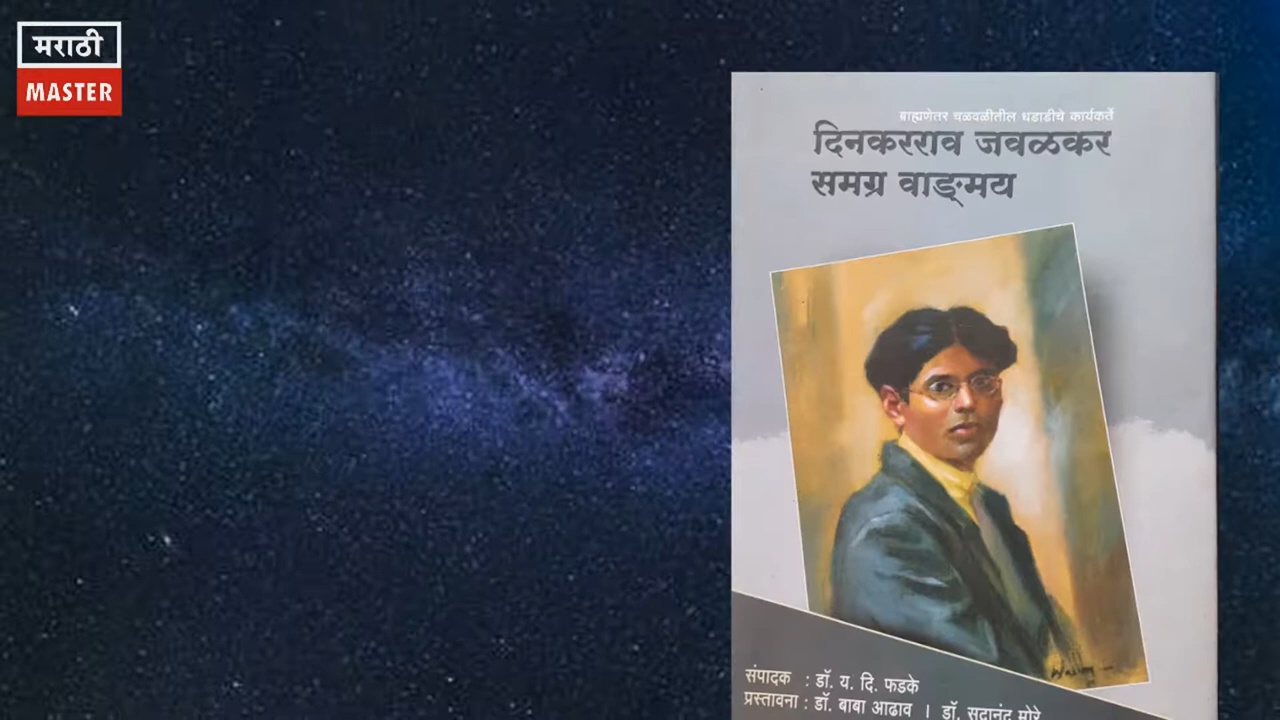 मराठी
MASTER
ब्राह्मणेतर चळवळीतील धडाडीचे कार्यकर्ते
दिनकरराव जवळकर
समग्र वाङ्मय
संपादक : डॉ. य. दि. फडके
प्रस्तावना : डॉ. बाबा आढाव । डॉ. सदानंद मोरे